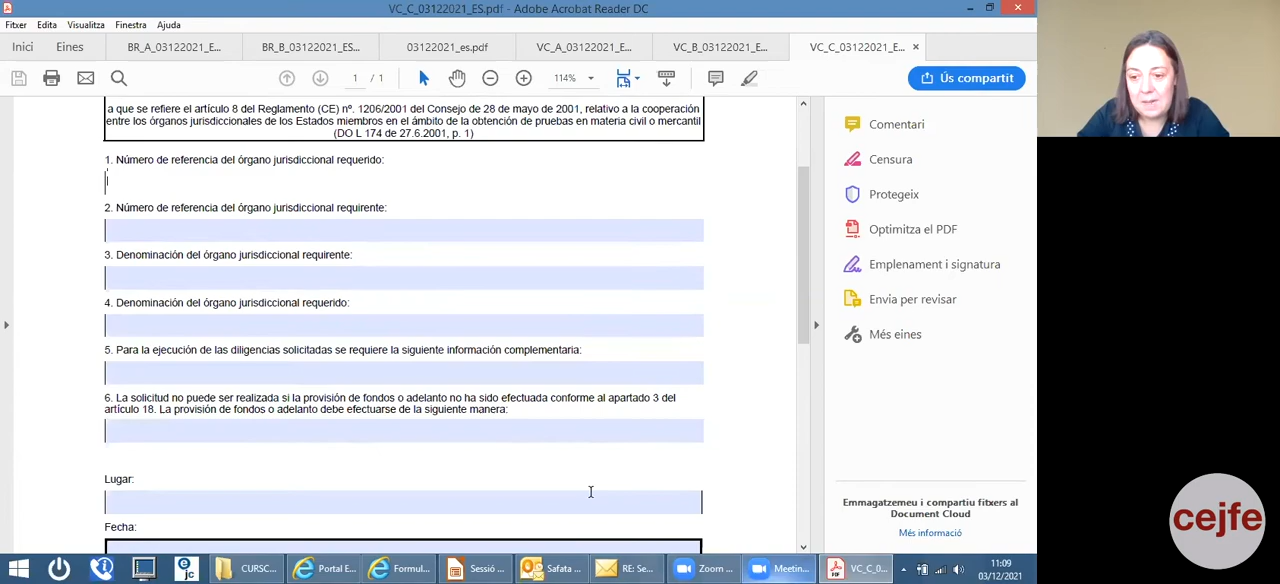 VC_C_03122021_ES.pdf - Adobe Acrobat Reader DC
Fitxer Edita Visualitza Finestra Ajuda
Inici Eines BR_A_03122021_E... BR_B_03122021_ES... 03122021_es.pdf VC_A_03122021_E... VC_B_03122021_E... VC_C_03122021_E... ×
1 / 1 114% Ús compartit
a que se refiere el artículo 8 del Reglamento (CE) nº. 1206/2001 del Consejo de 28 de mayo de 2001, relativo a la cooperación
entre los órganos jurisdiccionales de los Estados miembros en el ámbito de la obtención de pruebas en materia civil o mercantil
(DO L 174 de 27.6.2001, p. 1)
1. Número de referencia del órgano jurisdiccional requerido:
2. Número de referencia del órgano jurisdiccional requirente:
3. Denominación del órgano jurisdiccional requirente:
4. Denominación del órgano jurisdiccional requerido:
5. Para la ejecución de las diligencias solicitadas se requiere la siguiente información complementaria:
6. La solicitud no puede ser realizada si la provisión de fondos o adelanto no ha sido efectuada conforme al apartado 3 del
artículo 18. La provisión de fondos o adelanto debe efectuarse de la siguiente manera:
Lugar:
Fecha:
Comentari
Censura
Protegeix
Optimitza el PDF
Emplenament i signatura
Envia per revisar
Més eines
Emmagatzemeu i compartiu fitxers al
Document Cloud
Més informació
cejfe
ejc CURSC... Portal E... Formul... Sessió ... Safata ... RE: Se... Zoom ... Meetin... VC_C_0... 11:09
03/12/2021